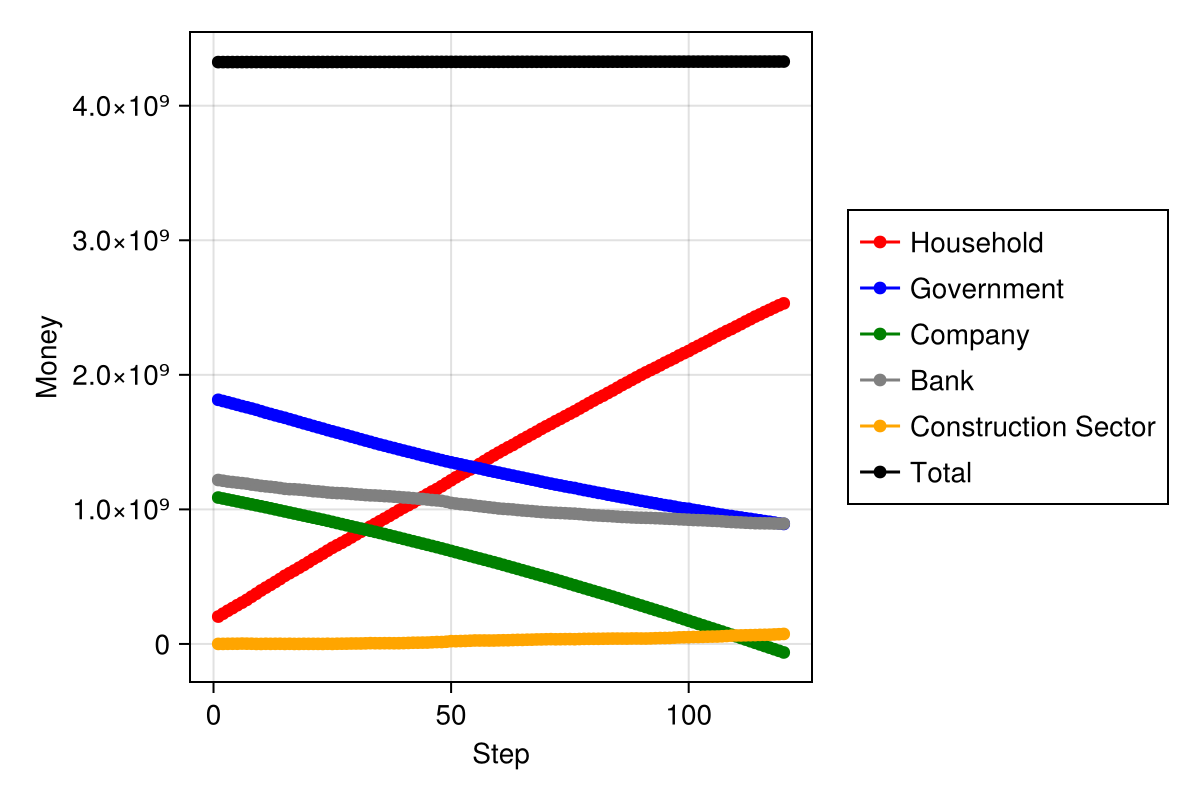 4.0×10⁹
3.0×10⁹
2.0×10⁹
1.0×10⁹
0
Money
0 50 100
Step
Household
Government
Company
Bank
Construction Sector
Total